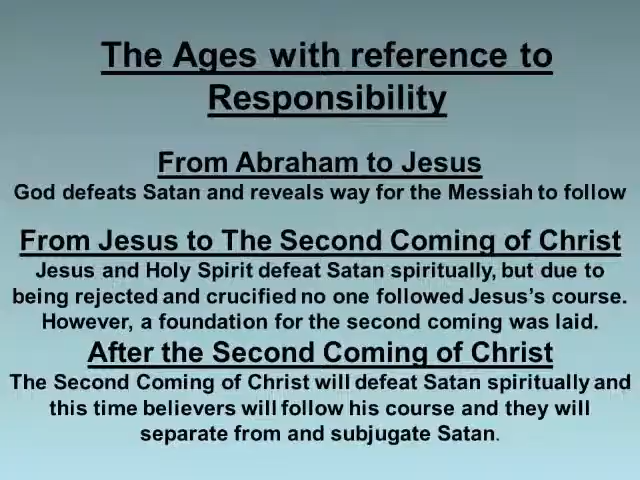 The Ages with reference to
Responsibility
From Abraham to Jesus
God defeats Satan and reveals way for the Messiah to follow
From Jesus to The Second Coming of Christ
Jesus and Holy Spirit defeat Satan spiritually, but due to
being rejected and crucified no one followed Jesus's course.
However, a foundation for the second coming was laid.
After the Second Coming of Christ
The Second Coming of Christ will defeat Satan spiritually and
this time believers will follow his course and they will
separate from and subjugate Satan.